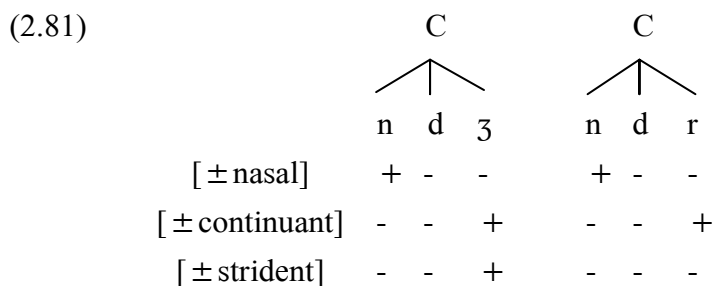 (2.81) C C
n d ʒ n d r
[±nasal] + - - + - -
[±continuant] - - + - - +
[±strident] - - + - - -